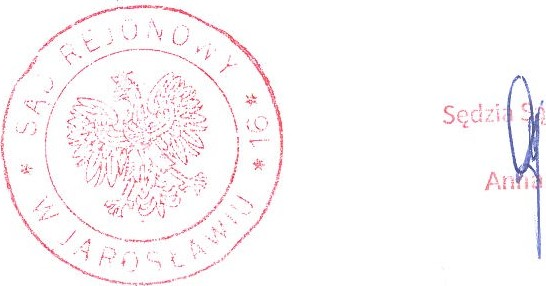 SĄD REJONOWY
W JAROSŁAWIU
* 16 *
Sędzia
Anna